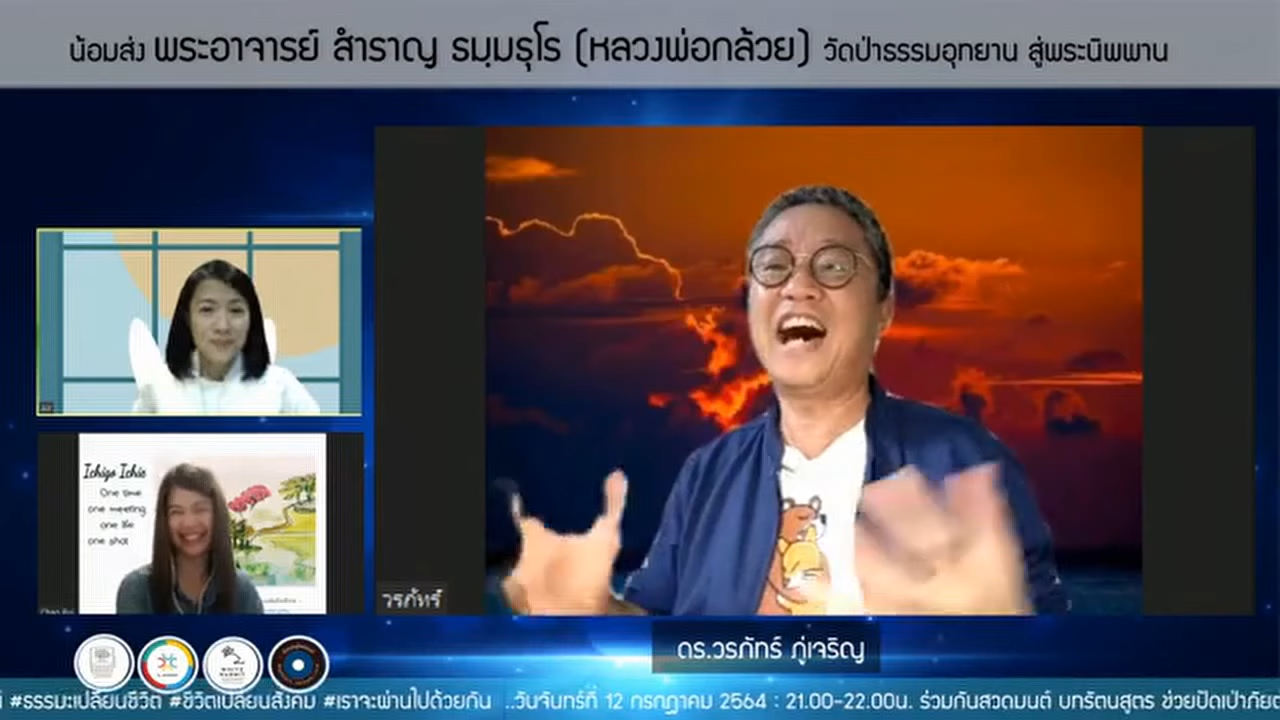 น้อมส่ง พระอาจารย์ สำราญ ธมฺมธุโร (หลวงพ่อกล้วย) วัดป่าธรรมอุทยาน สู่พระนิพพาน
Ichigo Ichie
One time
one meeting
one life
one shot
วรภัทร์
ดร.วรภัทร์ ภู่เจริญ
#ธรรมะเปลี่ยนชีวิต #ชีวิตเปลี่ยนสังคม #เราจะผ่านไปด้วยกัน ..วันจันทร์ที่ 12 กรกฎาคม 2564 : 21.00-22.00น. ร่วมกันสวดมนต์ บทรัตนสูตร ช่วยปัดเป่าภัย